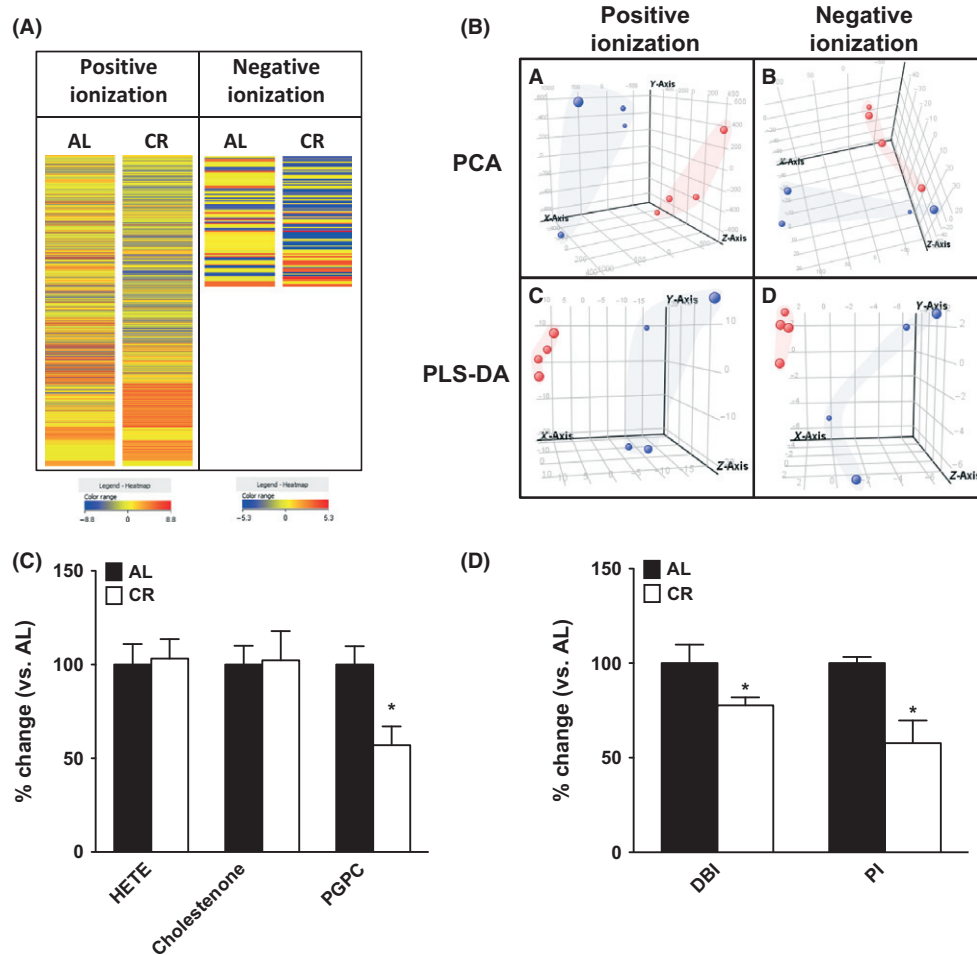 (A)
Positive ionization
Negative ionization
AL
CR
AL
CR
Legend - Heatmap
Color range
−8.8 0 8.8
Legend - Heatmap
Color range
−5.3 0 5.3
(B)
Positive ionization
Negative ionization
PCA
PLS-DA
A
Y-Axis
X-Axis
Z-Axis
B
X-Axis
Z-Axis
C
Y-Axis
X-Axis
Z-Axis
D
Y-Axis
X-Axis
Z-Axis
(C)
AL
CR
% change (vs. AL)
150
100
50
0
*
HETE
Cholestenone
PGPC
(D)
AL
CR
% change (vs. AL)
150
100
50
0
*
*
DBI
PI